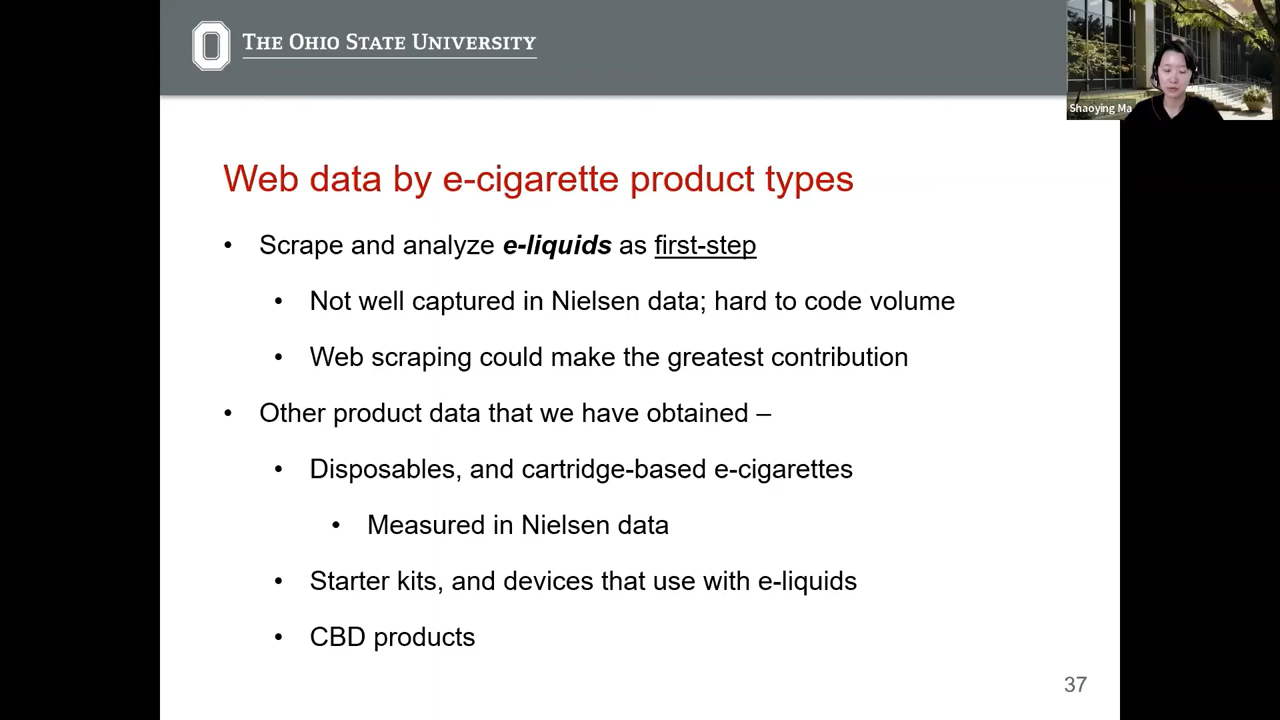 THE OHIO STATE UNIVERSITY
Shaoying Ma
Web data by e-cigarette product types
• Scrape and analyze e-liquids as first-step
• Not well captured in Nielsen data; hard to code volume
• Web scraping could make the greatest contribution
• Other product data that we have obtained –
• Disposables, and cartridge-based e-cigarettes
• Measured in Nielsen data
• Starter kits, and devices that use with e-liquids
• CBD products
37